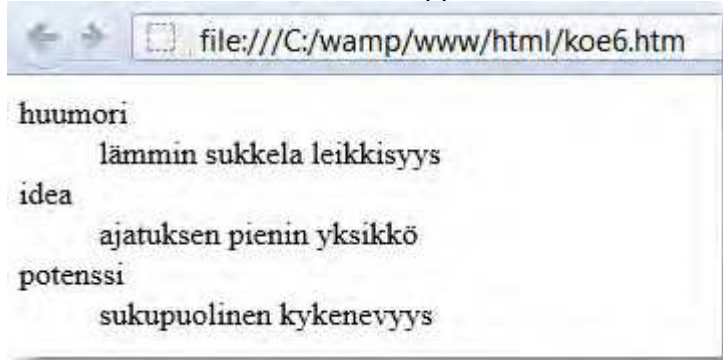 file:///C:/wamp/www/html/koe6.htm
huumori
lämmin sukkela leikkisyys
idea
ajatuksen pienin yksikkö
potenssi
sukupuolinen kykenevyys